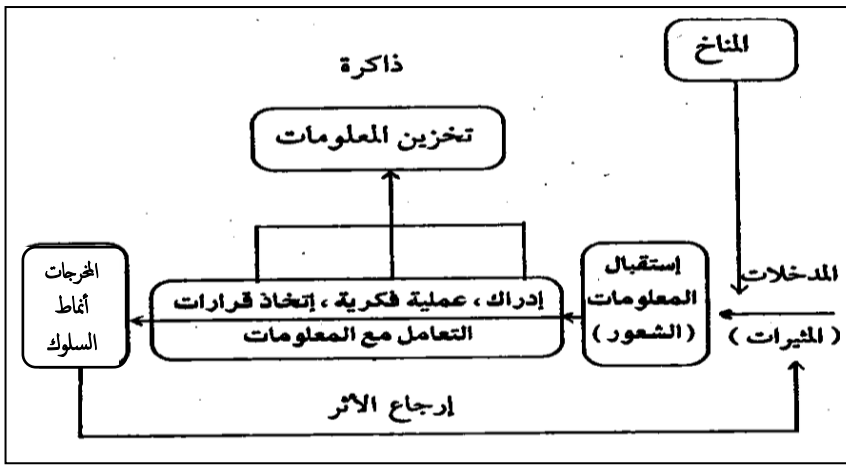 المناخ
ذاكرة
تخزين المعلومات
المدخلات
(المثيرات)
إستقبال
المعلومات
(الشعور)
إدراك، عملية فكرية، إتخاذ قرارات
التعامل مع المعلومات
المخرجات
أنماط
السلوك
إرجاع الأثر